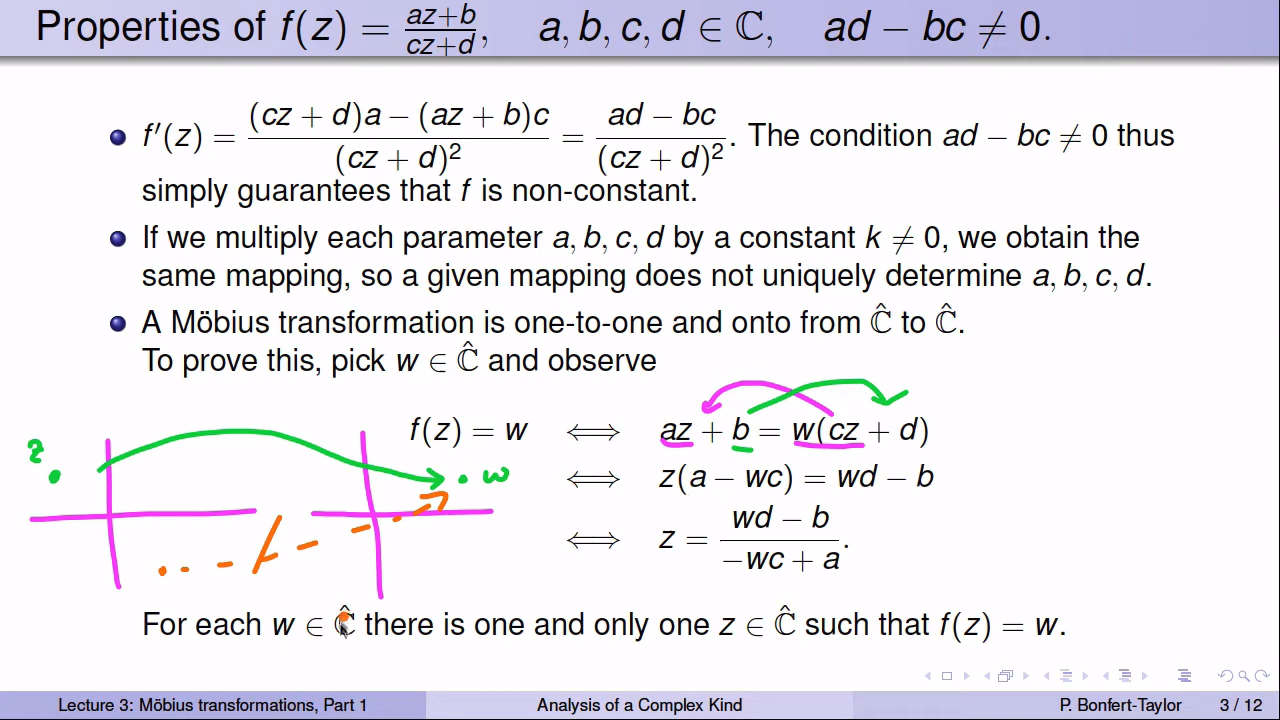 Properties of f(z) = az+b/cz+d, a, b, c, d ∈ ℂ, ad − bc ≠ 0.
f′(z) = (cz + d)a − (az + b)c/(cz + d)² = ad − bc/(cz + d)². The condition ad − bc ≠ 0 thus
simply guarantees that f is non-constant.
If we multiply each parameter a, b, c, d by a constant k ≠ 0, we obtain the
same mapping, so a given mapping does not uniquely determine a, b, c, d.
A Möbius transformation is one-to-one and onto from Ĉ to Ĉ.
To prove this, pick w ∈ Ĉ and observe
f(z) = w ⟺ az + b = w(cz + d)
z w
⟺ z(a − wc) = wd − b
⟺ z = wd − b/−wc + a.
For each w ∈ Ĉ there is one and only one z ∈ Ĉ such that f(z) = w.
Lecture 3: Möbius transformations, Part 1 Analysis of a Complex Kind P. Bonfert-Taylor 3 / 12